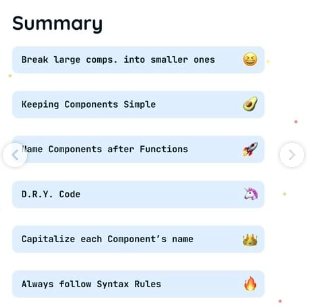 Summary
Break large comps. into smaller ones
Keeping Components Simple
Name Components after Functions
D.R.Y. Code
Capitalize each Component's name
Always follow Syntax Rules